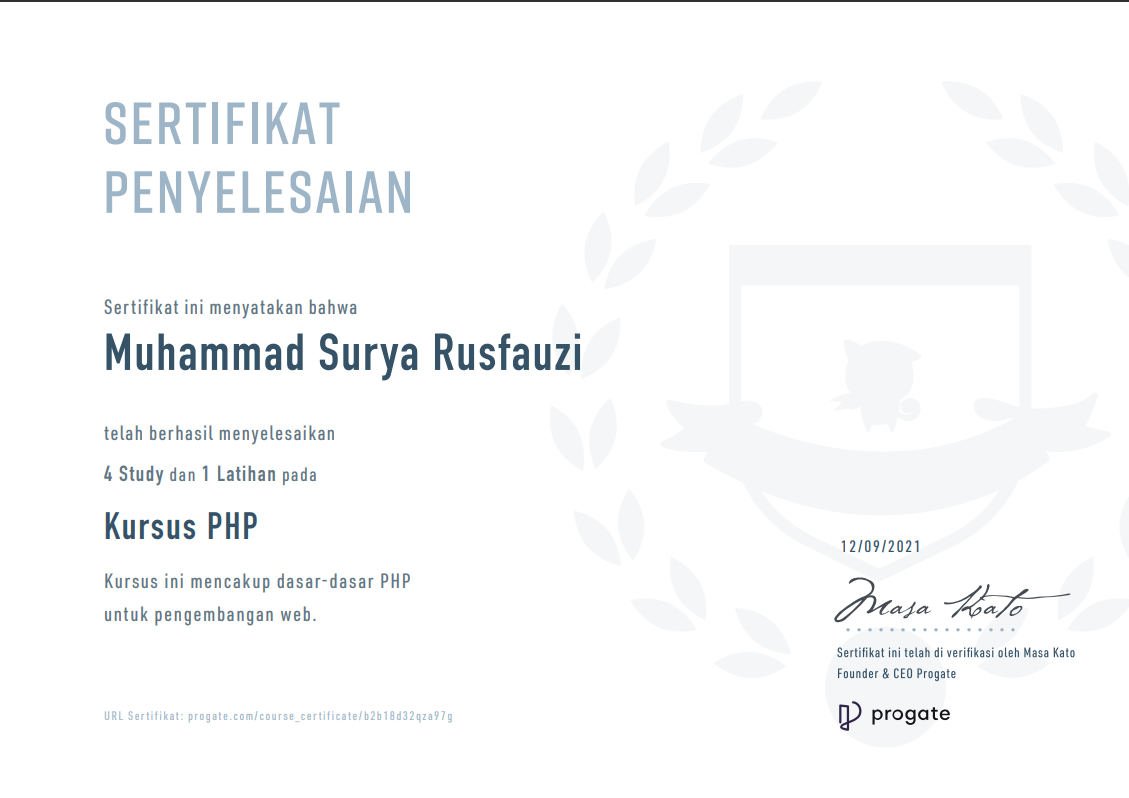 SERTIFIKAT
PENYELESAIAN
Sertifikat ini menyatakan bahwa
Muhammad Surya Rusfauzi
telah berhasil menyelesaikan
4 Study dan 1 Latihan pada
Kursus PHP
Kursus ini mencakup dasar-dasar PHP
untuk pengembangan web.
12/09/2021
Masa Kato
Sertifikat ini telah di verifikasi oleh Masa Kato
Founder & CEO Progate
progate
URL Sertifikat: progate.com/course_certificate/b2b18d32qza97g